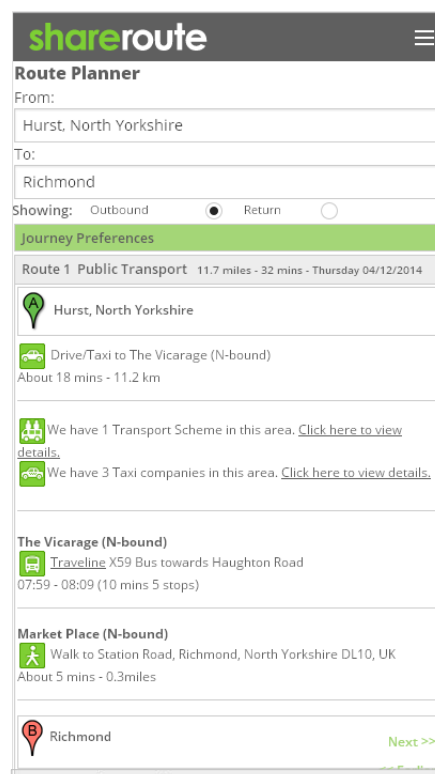 shareroute
Route Planner
From:
Hurst, North Yorkshire
To:
Richmond
Showing: Outbound Return
Journey Preferences
Route 1 Public Transport 11.7 miles - 32 mins - Thursday 04/12/2014
A
Hurst, North Yorkshire
Drive/Taxi to The Vicarage (N-bound)
About 18 mins - 11.2 km
We have 1 Transport Scheme in this area. Click here to view
details.
We have 3 Taxi companies in this area. Click here to view details.
The Vicarage (N-bound)
Traveline X59 Bus towards Haughton Road
07:59 - 08:09 (10 mins 5 stops)
Market Place (N-bound)
Walk to Station Road, Richmond, North Yorkshire DL10, UK
About 5 mins - 0.3miles
B
Richmond
Next >>